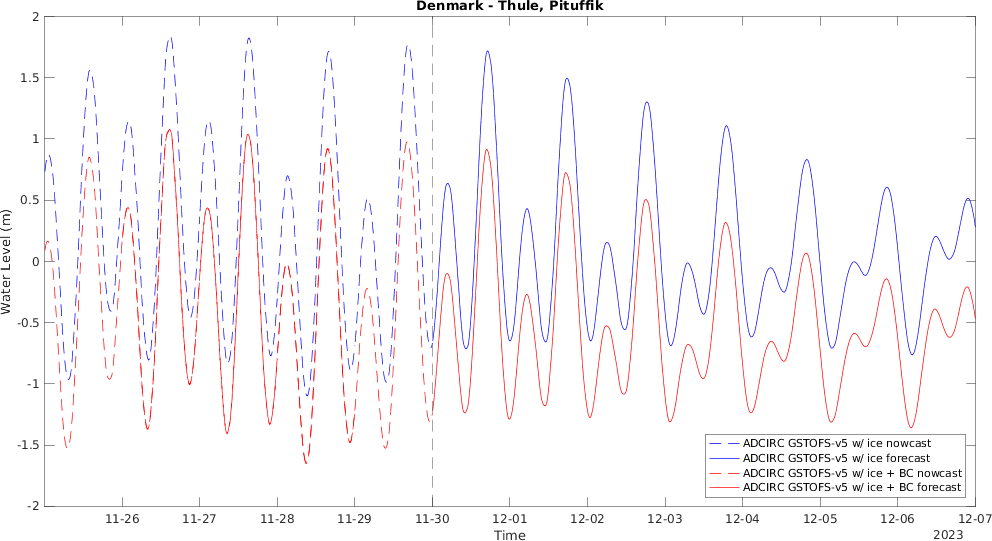 Denmark - Thule, Pituffik
2
1.5
1
0.5
0
-0.5
-1
-1.5
-2
Water Level (m)
ADCIRC GSTOFS-v5 w/ ice nowcast
ADCIRC GSTOFS-v5 w/ ice forecast
ADCIRC GSTOFS-v5 w/ ice + BC nowcast
ADCIRC GSTOFS-v5 w/ ice + BC forecast
11-26 11-27 11-28 11-29 11-30 12-01 12-02 12-03 12-04 12-05 12-06 12-07
Time
2023